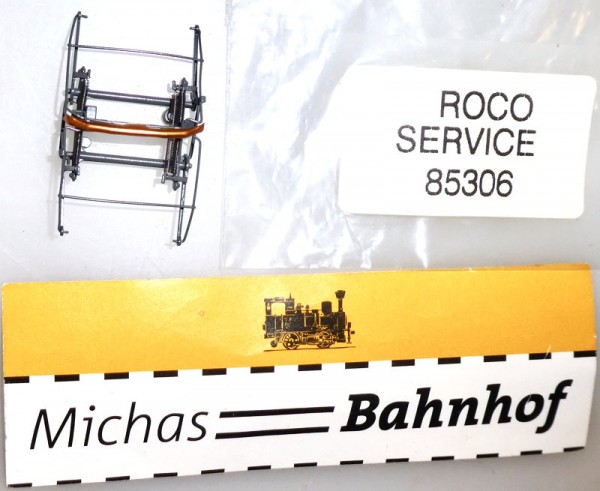 ROCO
SERVICE
85306
Michas Bahnhof